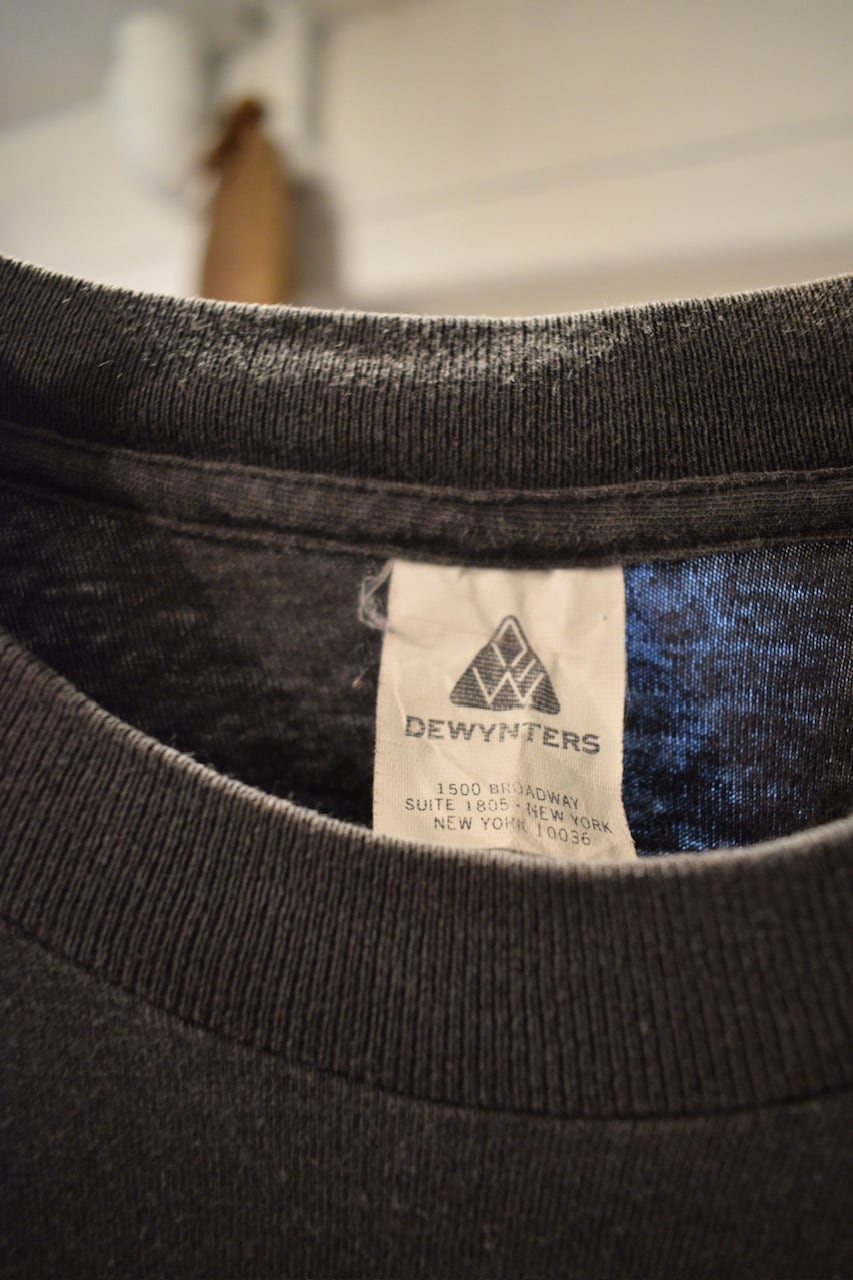 DEWYNTERS
1500 BROADWAY
SUITE 1805 - NEW YORK
NEW YORK 10036